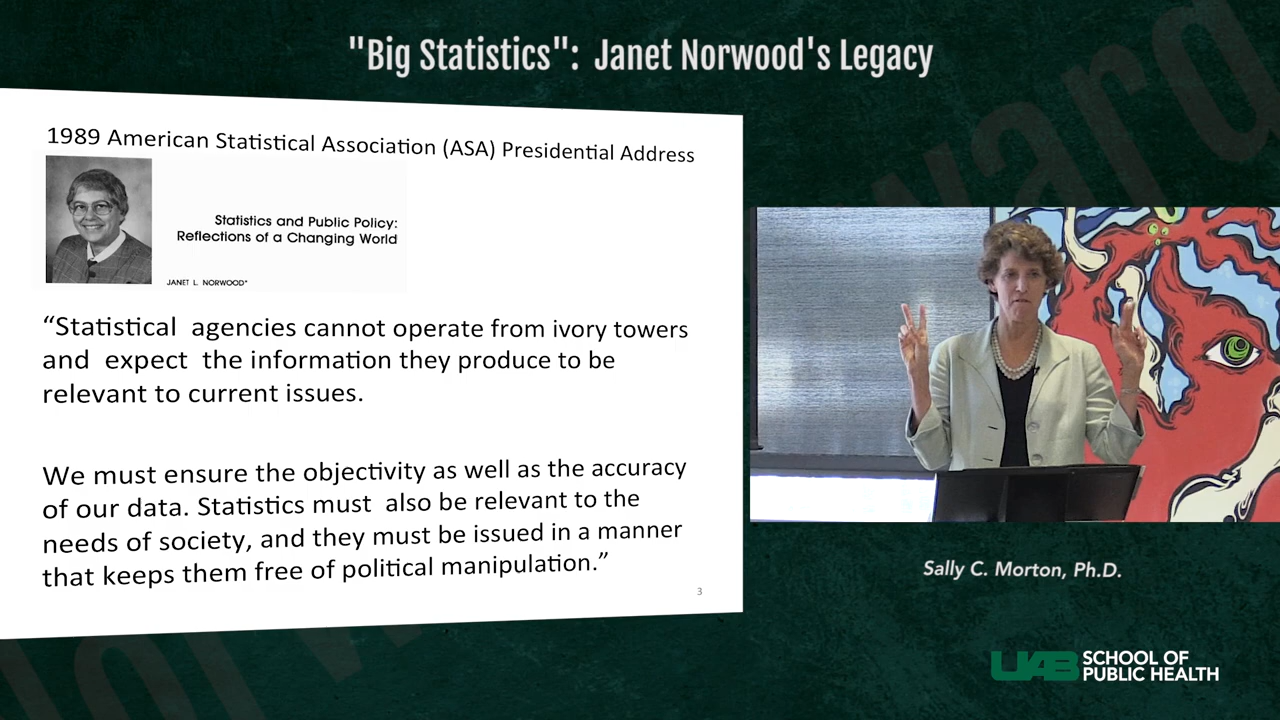 "Big Statistics": Janet Norwood's Legacy
1989 American Statistical Association (ASA) Presidential Address
Statistics and Public Policy:
Reflections of a Changing World
JANET L. NORWOOD*
“Statistical agencies cannot operate from ivory towers
and expect the information they produce to be
relevant to current issues.
We must ensure the objectivity as well as the accuracy
of our data. Statistics must also be relevant to the
needs of society, and they must be issued in a manner
that keeps them free of political manipulation.”
3
Sally C. Morton, Ph.D.
UAB SCHOOL OF
PUBLIC HEALTH